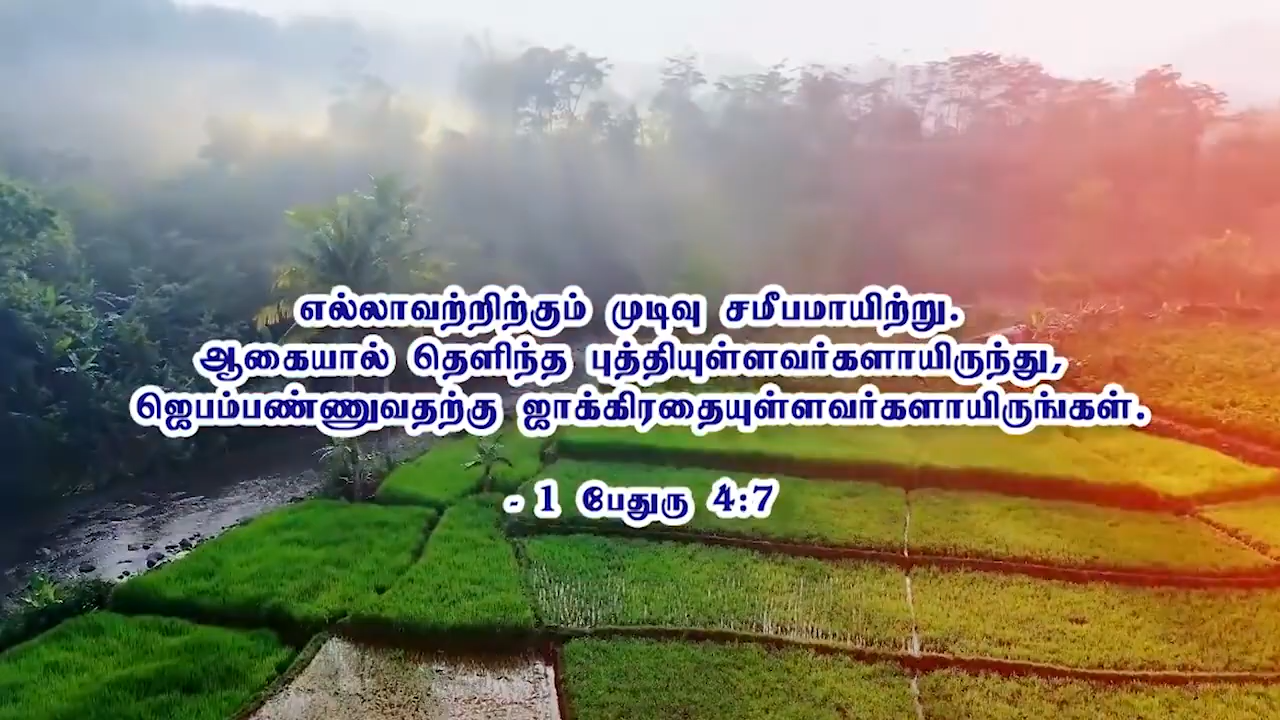 எல்லாவற்றிற்கும் முடிவு சமீபமாயிற்று.
ஆகையால் தெளிந்த புத்தியுள்ளவர்களாயிருந்து,
ஜெபம்பண்ணுவதற்கு ஜாக்கிரதையுள்ளவர்களாயிருங்கள்.
- 1 பேதுரு 4:7